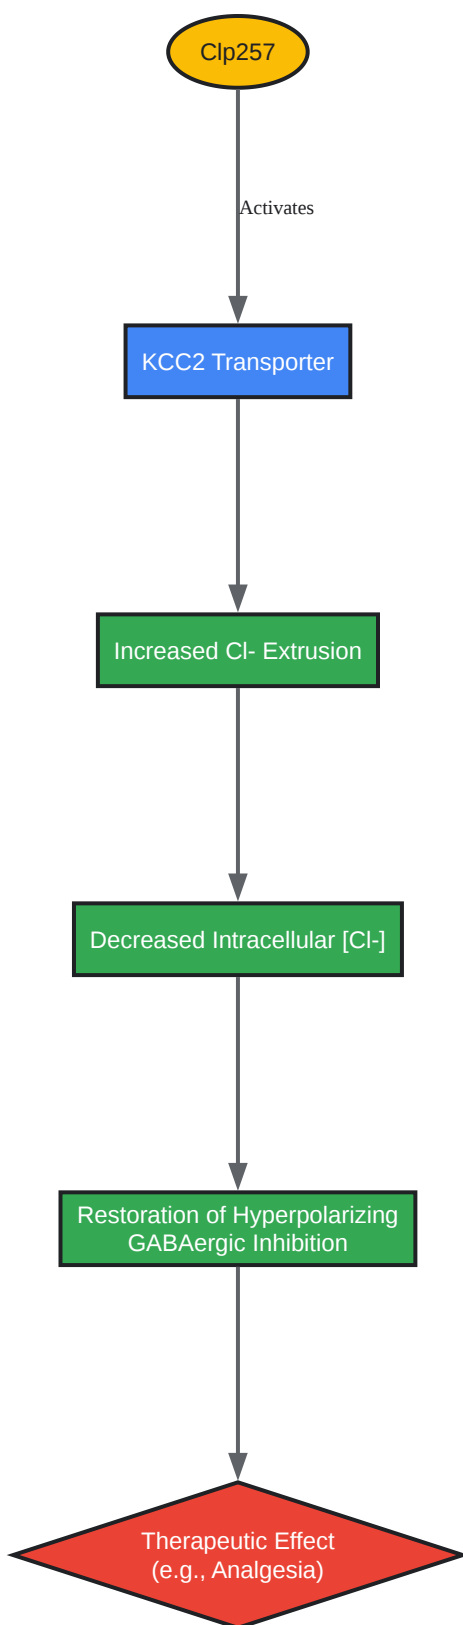 Clp257
Activates
KCC2 Transporter
Increased Cl- Extrusion
Decreased Intracellular [Cl-]
Restoration of Hyperpolarizing
GABAergic Inhibition
Therapeutic Effect
(e.g., Analgesia)